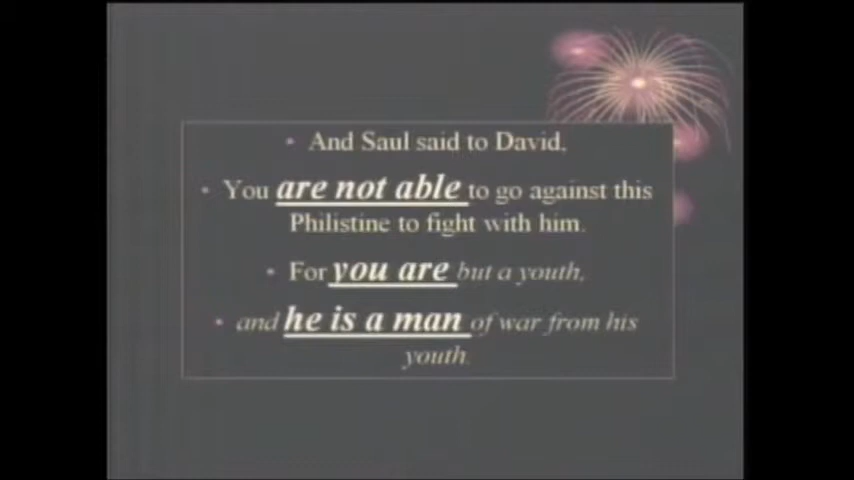 • And Saul said to David,
• You are not able to go against this
Philistine to fight with him.
• For you are but a youth,
• and he is a man of war from his
youth.